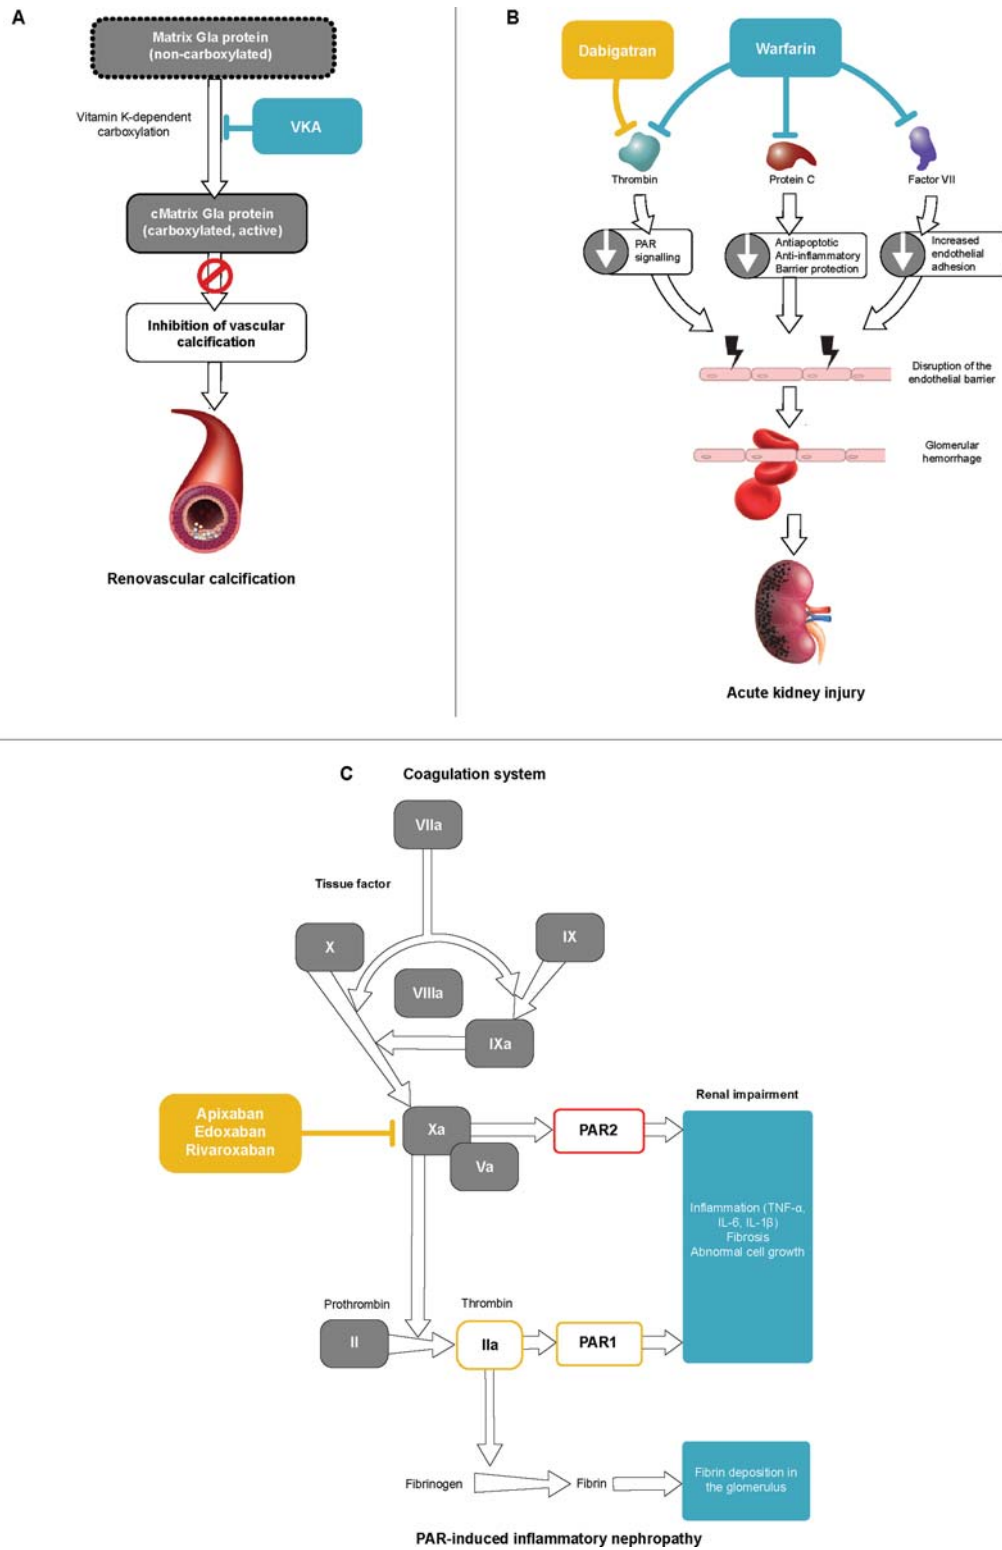 A
Matrix Gla protein
(non-carboxylated)
Vitamin K-dependent
carboxylation
VKA
cMatrix Gla protein
(carboxylated, active)
Inhibition of vascular
calcification
Renovascular calcification
B
Dabigatran
Warfarin
Thrombin
Protein C
Factor VII
PAR
signalling
Antiapoptotic
Anti-inflammatory
Barrier protection
Increased
endothelial
adhesion
Disruption of the
endothelial barrier
Glomerular
hemorrhage
Acute kidney injury
C
Coagulation system
VIIa
Tissue factor
X
IX
VIIIa
IXa
Apixaban
Edoxaban
Rivaroxaban
Xa
Va
PAR2
Renal impairment
Inflammation (TNF-α,
IL-6, IL-1β)
Fibrosis
Abnormal cell growth
Prothrombin
II
Thrombin
IIa
PAR1
Fibrinogen
Fibrin
Fibrin deposition in
the glomerulus
PAR-induced inflammatory nephropathy